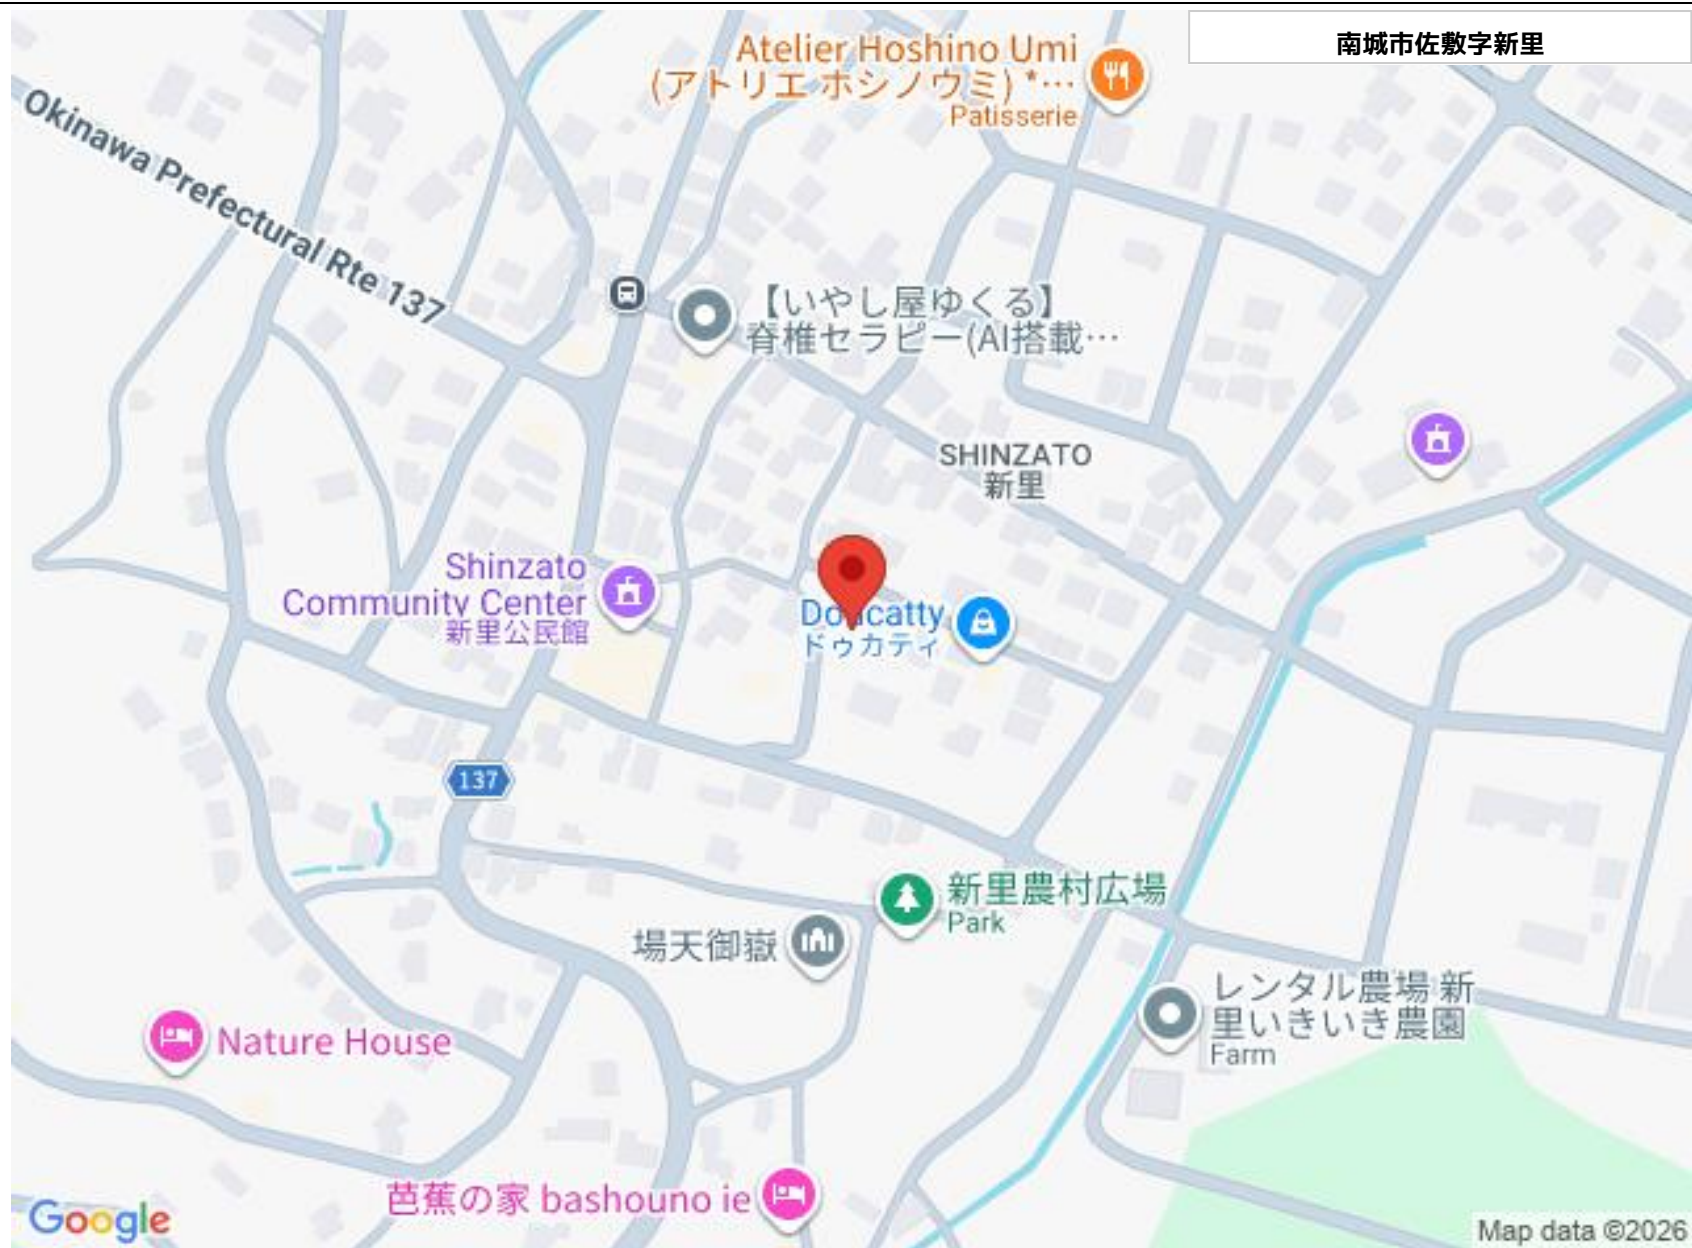 南城市佐敷字新里
Atelier Hoshino Umi
(アトリエ ホシノウミ) *…
Patisserie
Okinawa Prefectural Rte 137
【いやし屋ゆくる】
脊椎セラピー(AI搭載…
SHINZATO
新里
Shinzato
Community Center
新里公民館
Doucatty
ドゥカティ
137
新里農村広場
Park
場天御嶽
レンタル農場 新
里いきいき農園
Farm
Nature House
芭蕉の家 bashouno ie
Google
Map data ©2026